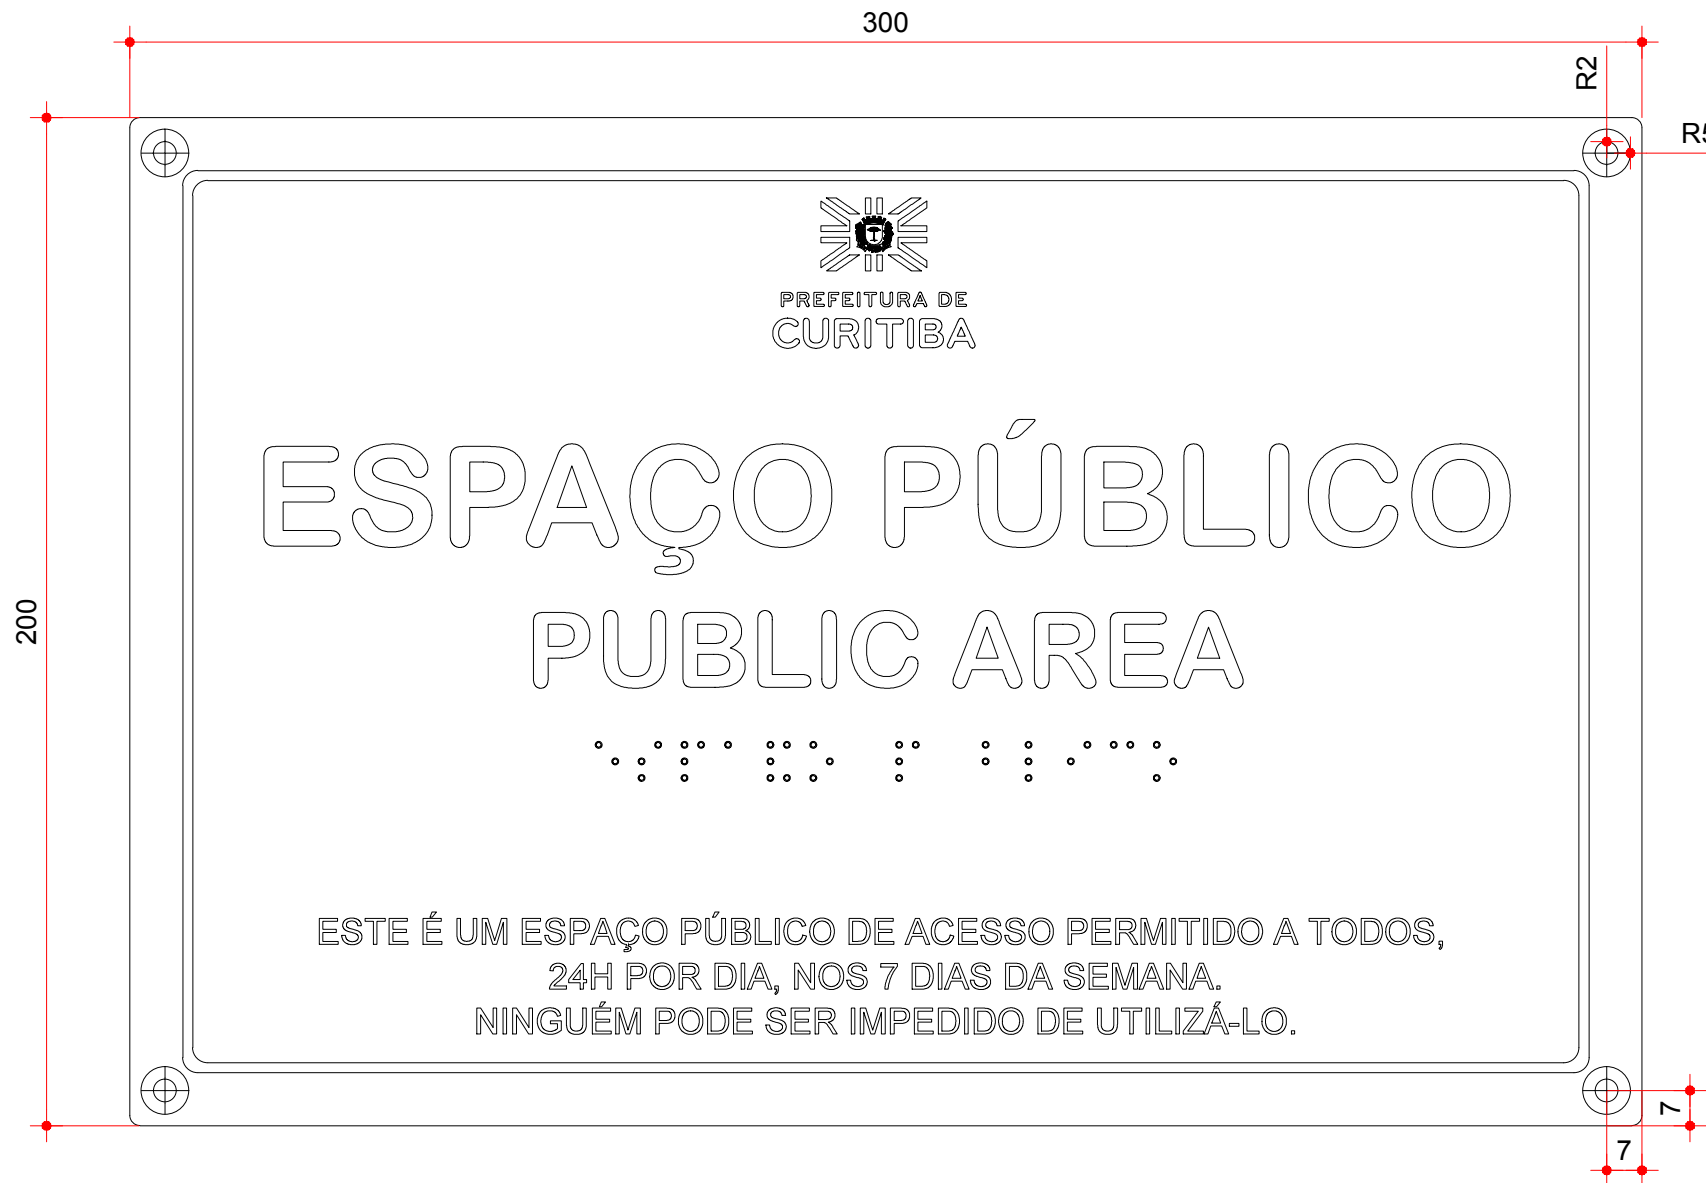 300
R2
R5
200
PREFEITURA DE
CURITIBA
ESPAÇO PÚBLICO
PUBLIC AREA
⠑⠎⠏⠁⠯⠕ ⠏ ⠃⠇⠊⠉⠕
ESTE É UM ESPAÇO PÚBLICO DE ACESSO PERMITIDO A TODOS,
24H POR DIA, NOS 7 DIAS DA SEMANA.
NINGUÉM PODE SER IMPEDIDO DE UTILIZÁ-LO.
7
7